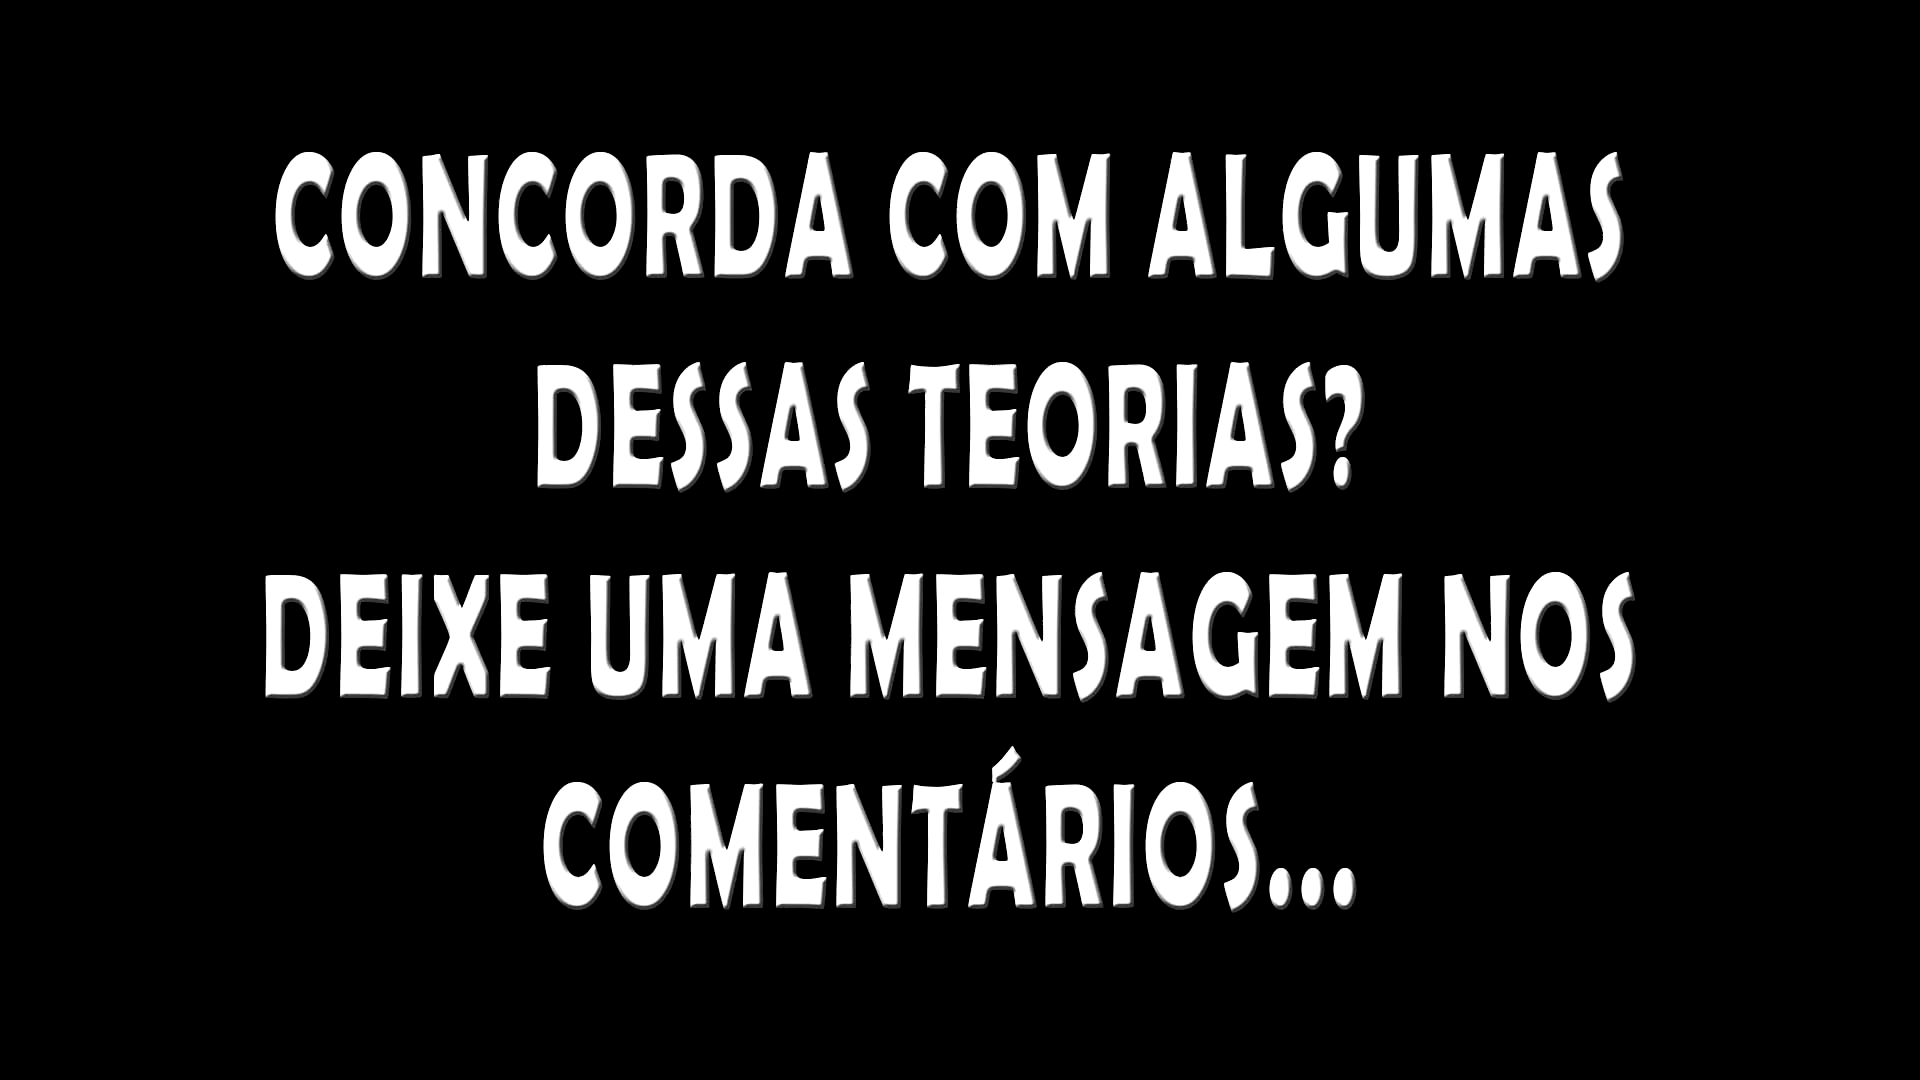 CONCORDA COM ALGUMAS
DESSAS TEORIAS?
DEIXE UMA MENSAGEM NOS
COMENTÁRIOS...